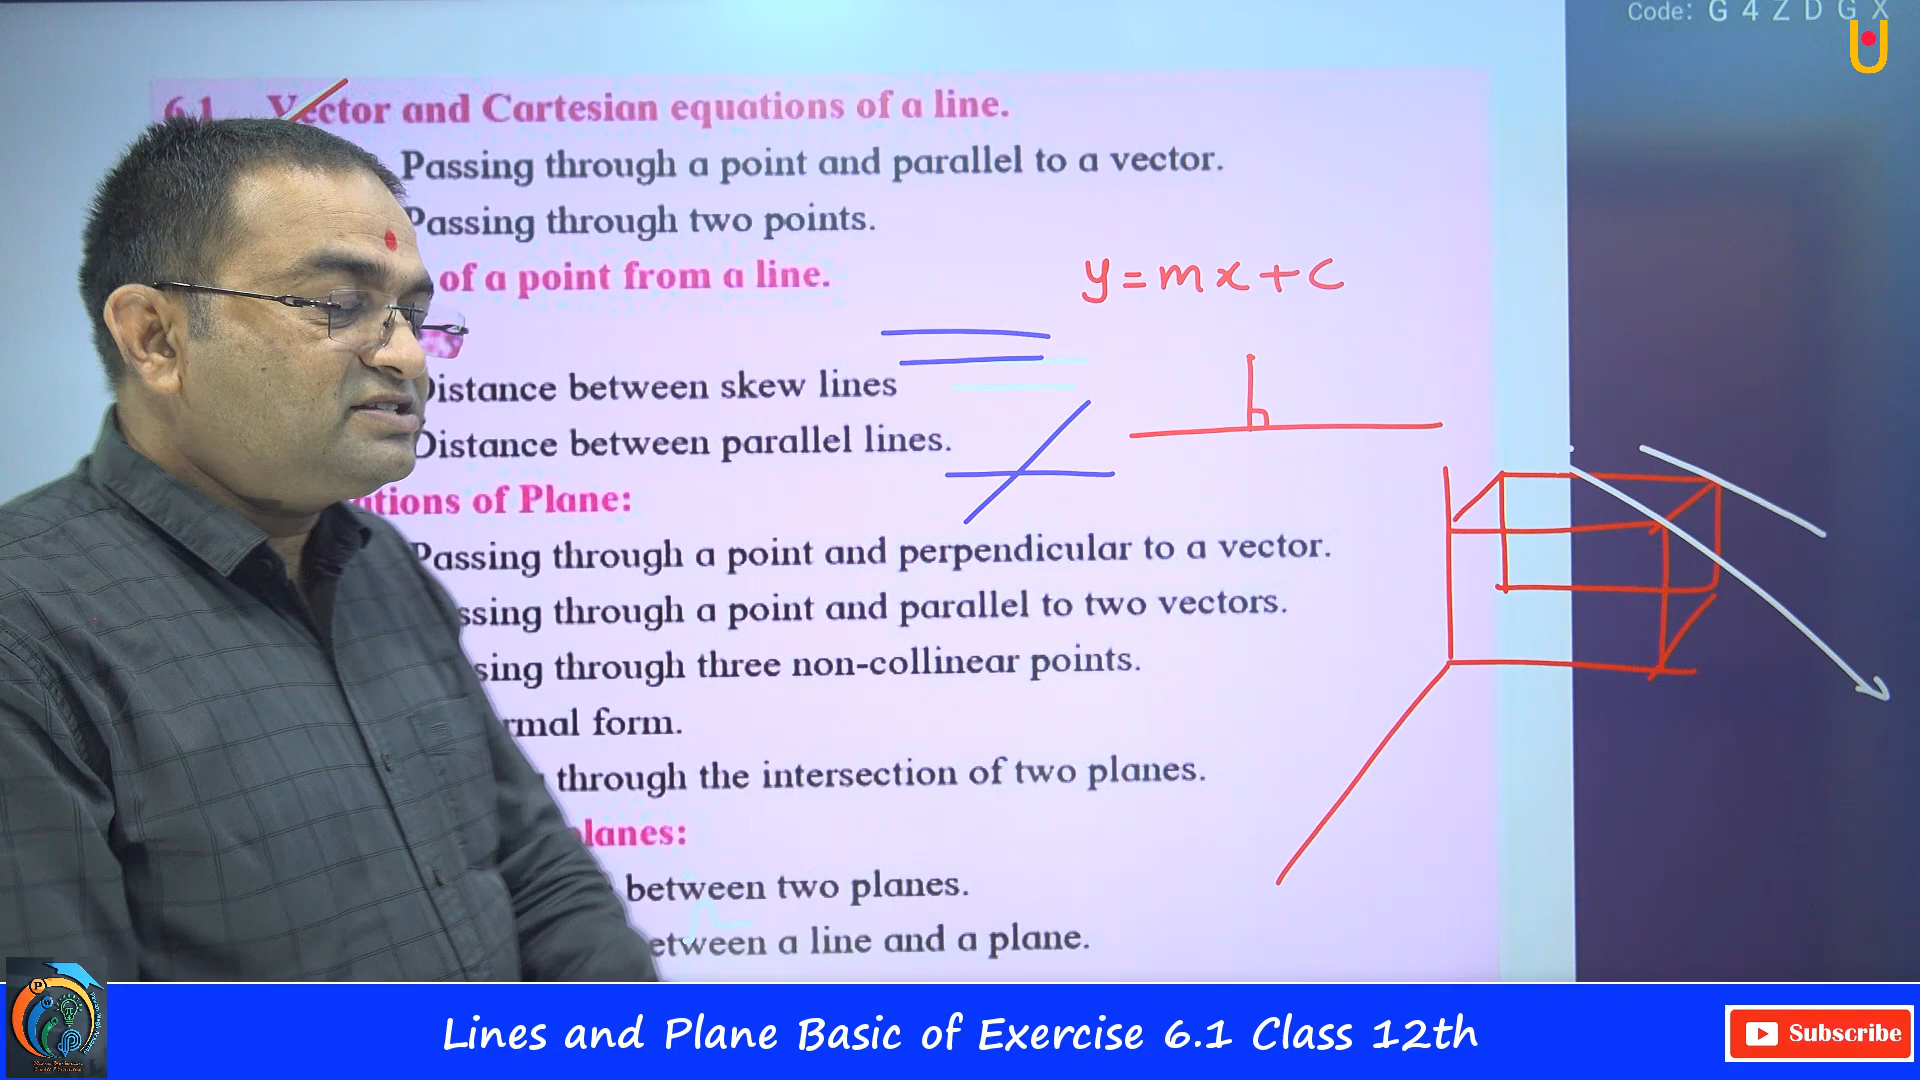 Code: G 4 Z D G X
6.1 Vector and Cartesian equations of a line.
Passing through a point and parallel to a vector.
Passing through two points.
of a point from a line.
y = mx + c
Distance between skew lines
Distance between parallel lines.
ations of Plane:
Passing through a point and perpendicular to a vector.
ssing through a point and parallel to two vectors.
sing through three non-collinear points.
rmal form.
through the intersection of two planes.
planes:
between two planes.
etween a line and a plane.
Lines and Plane Basic of Exercise 6.1 Class 12th
Subscribe